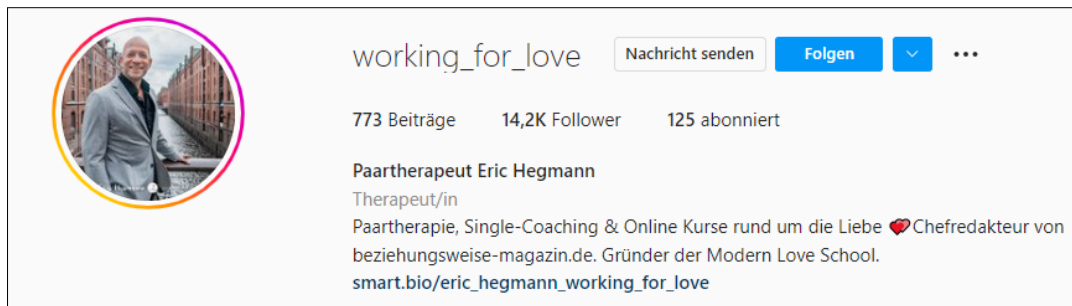 working_for_love Nachricht senden Folgen
773 Beiträge 14,2K Follower 125 abonniert
Paartherapeut Eric Hegmann
Therapeut/in
Paartherapie, Single-Coaching & Online Kurse rund um die Liebe 💕Chefredakteur von
beziehungsweise-magazin.de. Gründer der Modern Love School.
smart.bio/eric_hegmann_working_for_love